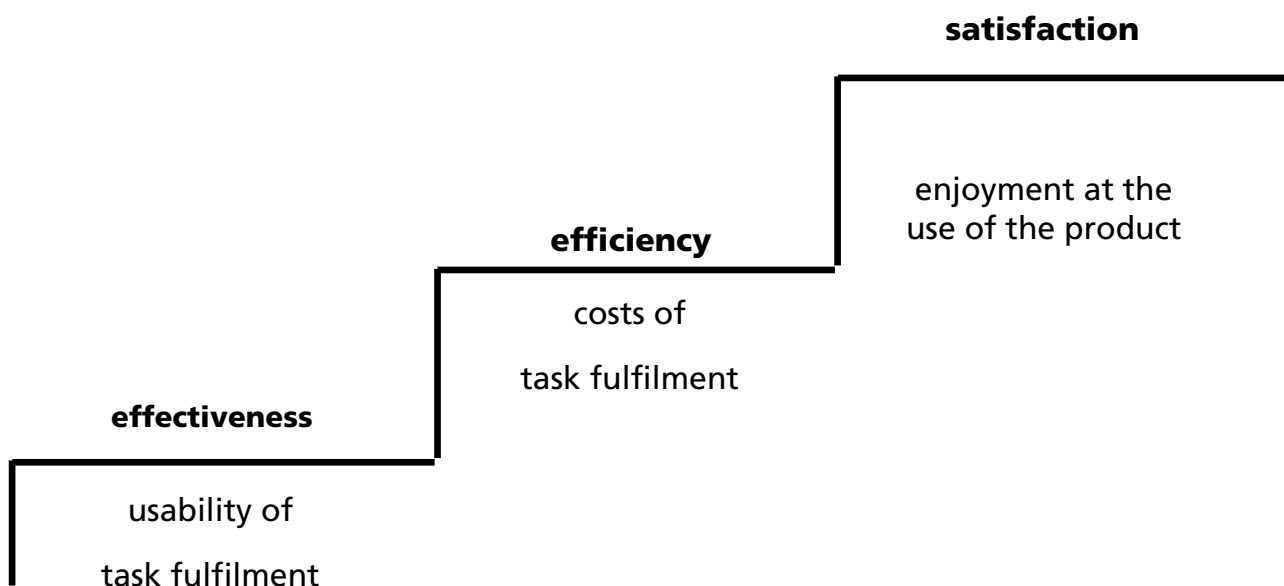 satisfaction
enjoyment at the
use of the product
efficiency
costs of
task fulfilment
effectiveness
usability of
task fulfilment